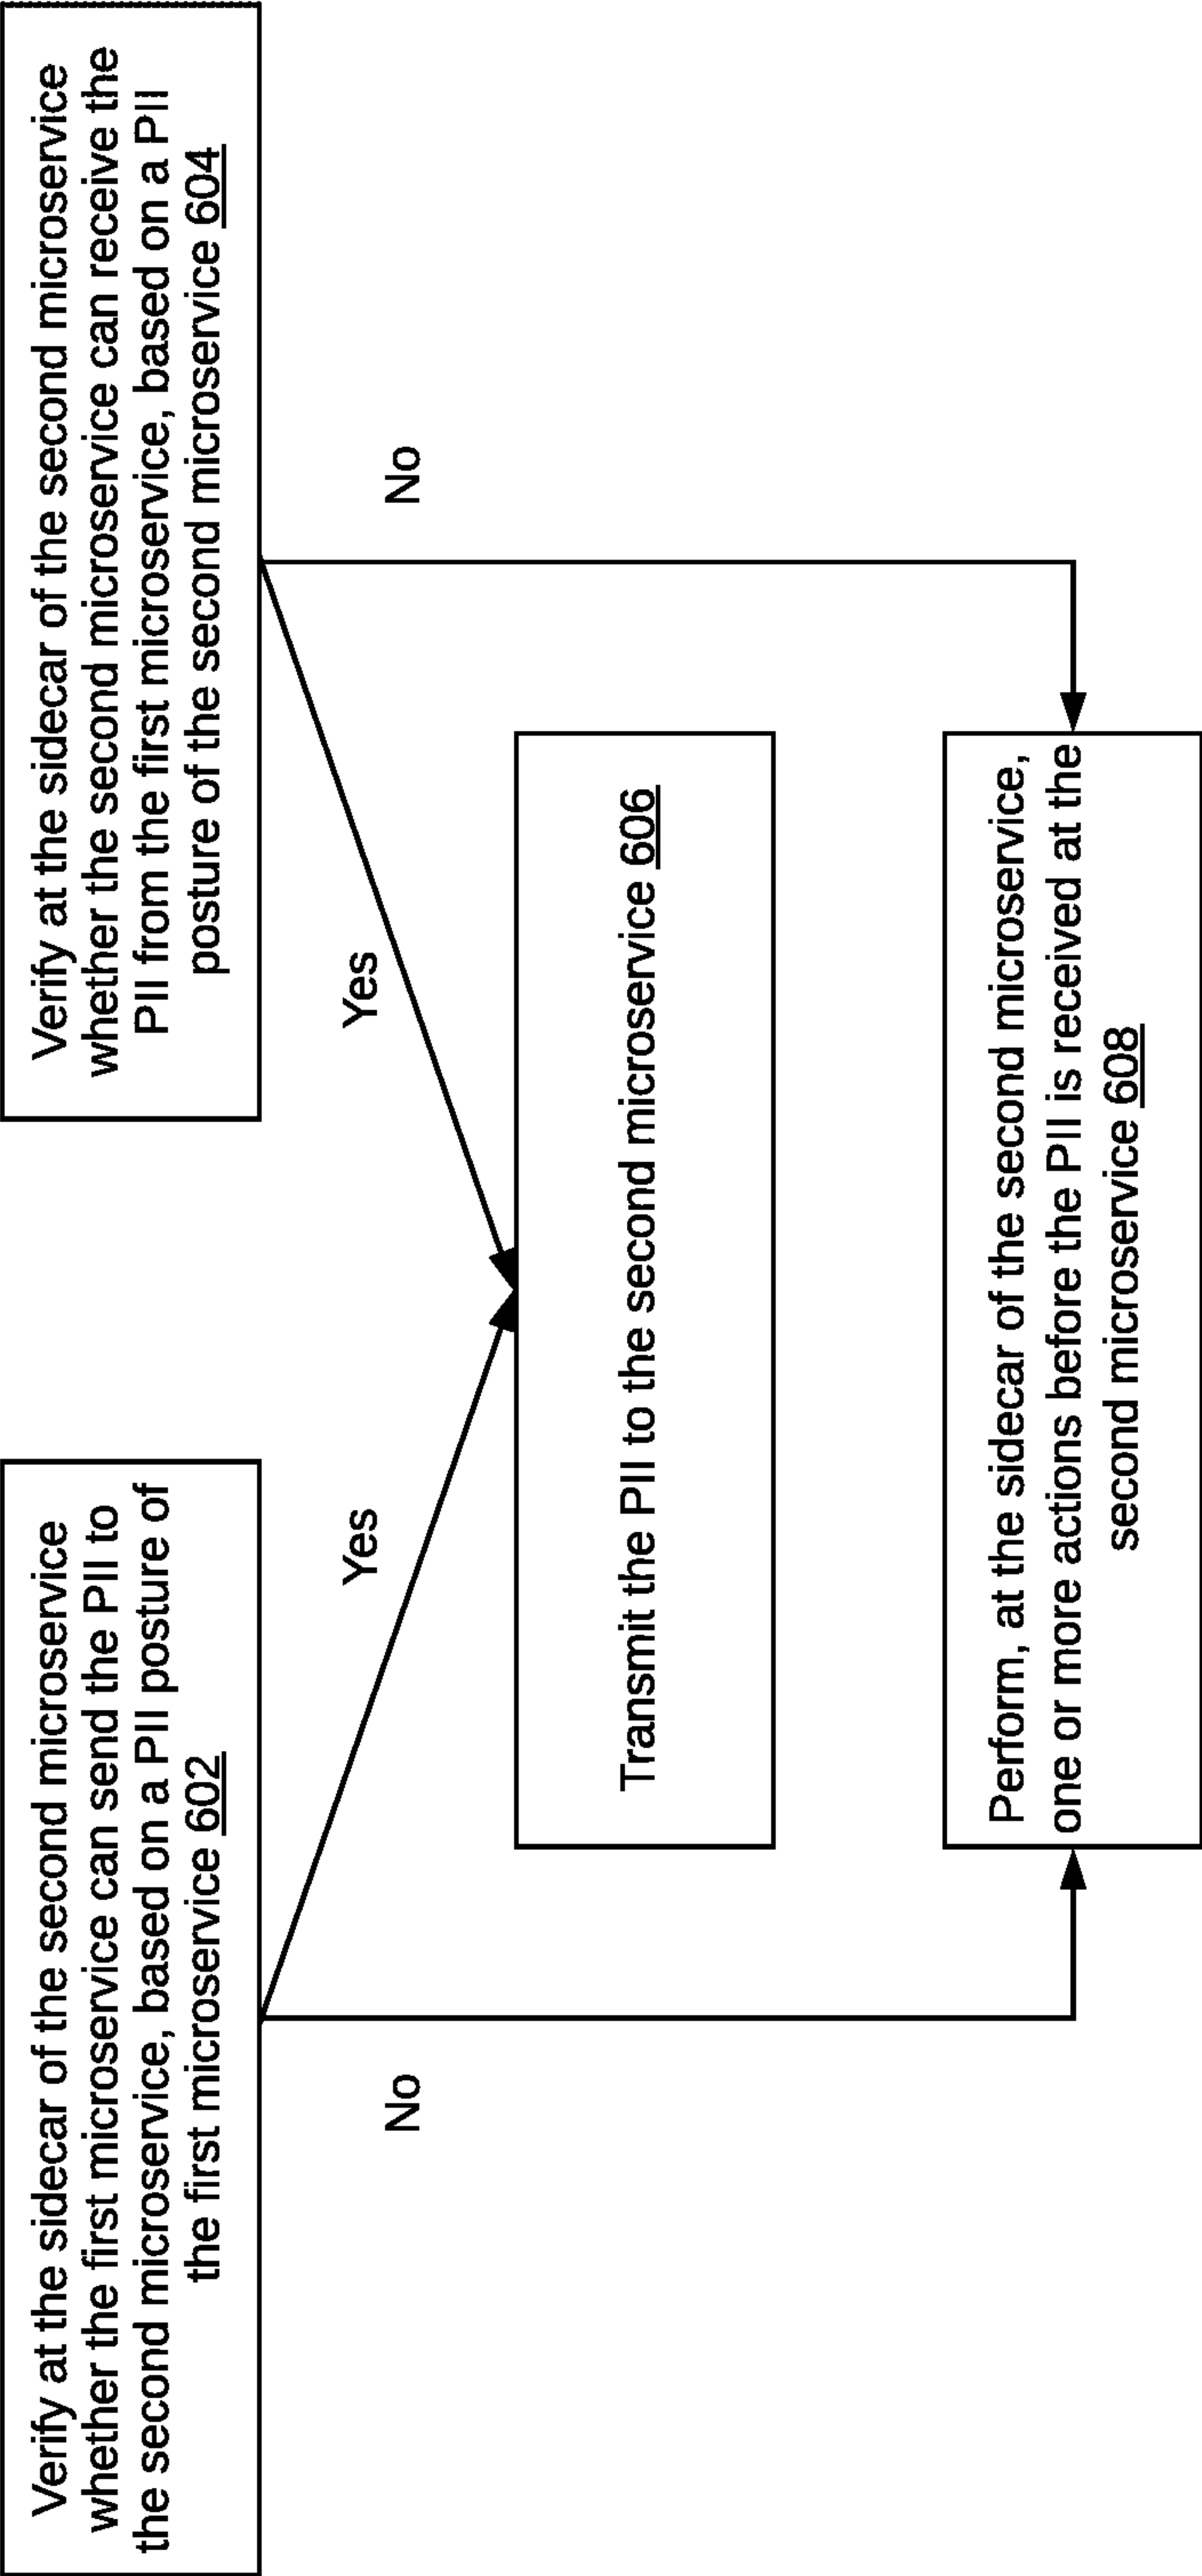 Verify at the sidecar of the second microservice
whether the first microservice can send the PII to
the second microservice, based on a PII posture of
the first microservice 602
Verify at the sidecar of the second microservice
whether the second microservice can receive the
PII from the first microservice, based on a PII
posture of the second microservice 604
Yes
Yes
No
No
Transmit the PII to the second microservice 606
Perform, at the sidecar of the second microservice,
one or more actions before the PII is received at the
second microservice 608